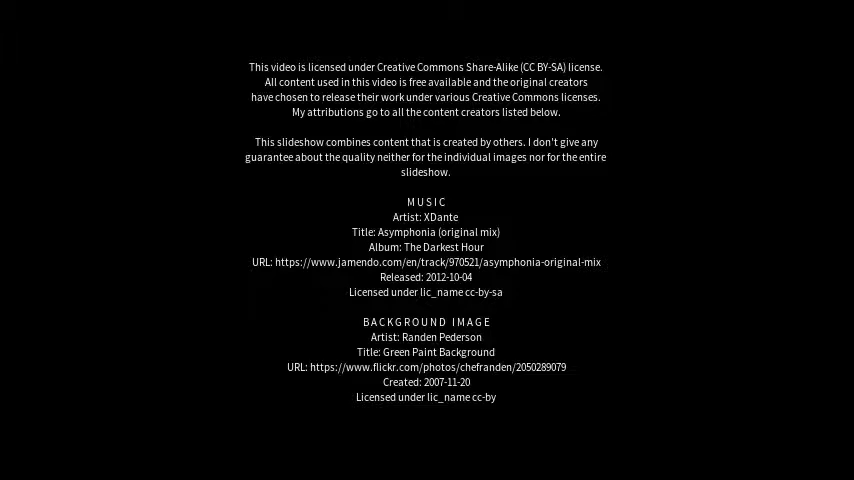 This video is licensed under Creative Commons Share-Alike (CC BY-SA) license.
All content used in this video is free available and the original creators
have chosen to release their work under various Creative Commons licenses.
My attributions go to all the content creators listed below.
This slideshow combines content that is created by others. I don't give any
guarantee about the quality neither for the individual images nor for the entire
slideshow.
MUSIC
Artist: XDante
Title: Asymphonia (original mix)
Album: The Darkest Hour
URL: https://www.jamendo.com/en/track/970521/asymphonia-original-mix
Released: 2012-10-04
Licensed under lic_name cc-by-sa
BACKGROUND IMAGE
Artist: Randen Pederson
Title: Green Paint Background
URL: https://www.flickr.com/photos/chefranden/2050289079
Created: 2007-11-20
Licensed under lic_name cc-by